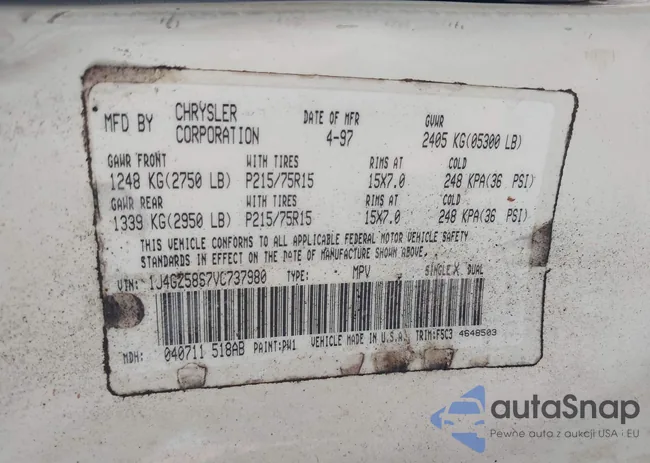 MFD BY CHRYSLER CORPORATION DATE OF MFR 4-97 GVWR 2405 KG(05300 LB)
GAWR FRONT WITH TIRES RIMS AT COLD
1248 KG(2750 LB) P215/75R15 15X7.0 248 KPA(36 PSI)
GAWR REAR WITH TIRES RIMS AT COLD
1339 KG(2950 LB) P215/75R15 15X7.0 248 KPA(36 PSI)
THIS VEHICLE CONFORMS TO ALL APPLICABLE FEDERAL MOTOR VEHICLE SAFETY
STANDARDS IN EFFECT ON THE DATE OF MANUFACTURE SHOWN ABOVE.
VIN: 1J4GZ58S7VC737980 TYPE: MPV SINGLE X DUAL
MDH: 040711 518AB PAINT:PW1 VEHICLE MADE IN U.S.A. TRIM:F5C3 4648503
autaSnap
Pewne auta z aukcji USA i EU